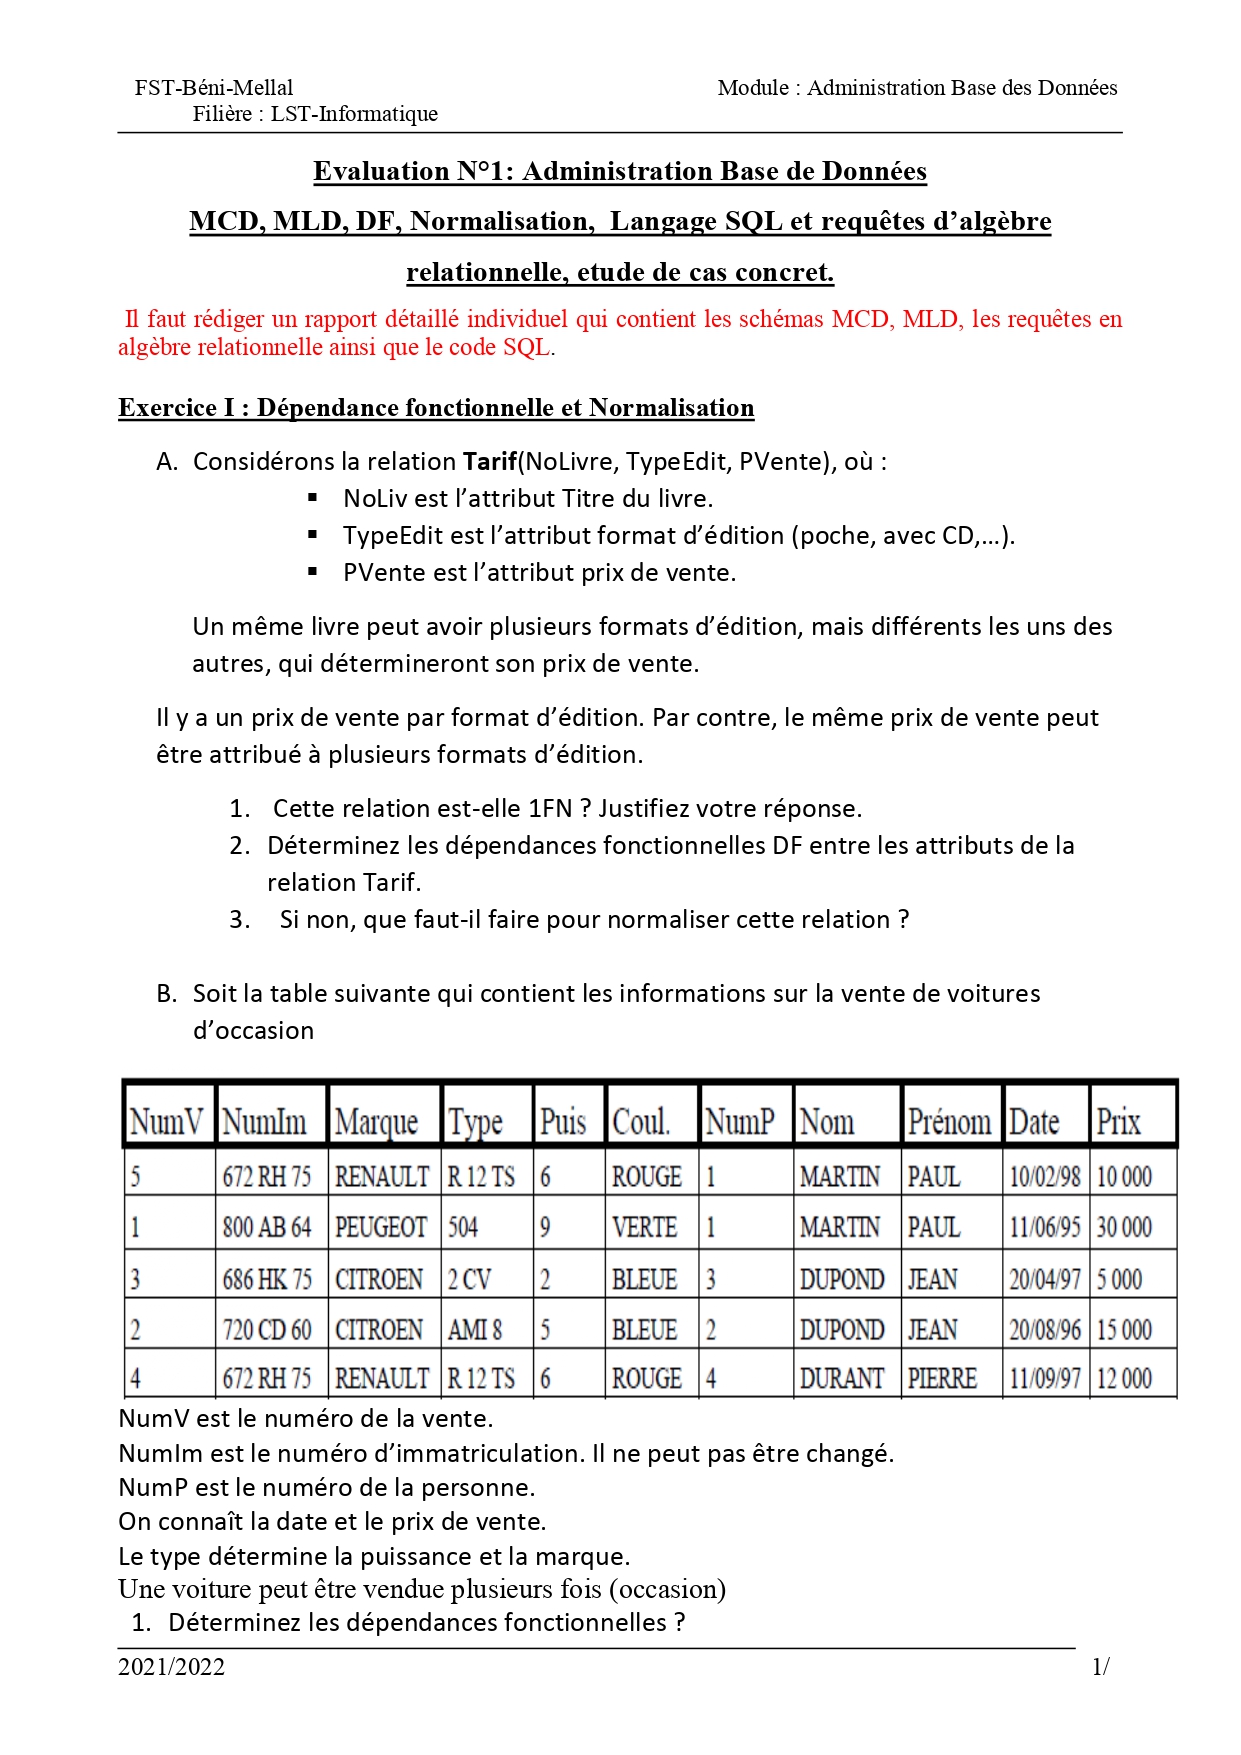 FST-Béni-Mellal Module : Administration Base des Données
Filière : LST-Informatique
Evaluation N°1: Administration Base de Données
MCD, MLD, DF, Normalisation, Langage SQL et requêtes d’algèbre
relationnelle, etude de cas concret.
Il faut rédiger un rapport détaillé individuel qui contient les schémas MCD, MLD, les requêtes en
algèbre relationnelle ainsi que le code SQL.
Exercice I : Dépendance fonctionnelle et Normalisation
A. Considérons la relation Tarif(NoLivre, TypeEdit, PVente), où :
▪ NoLiv est l’attribut Titre du livre.
▪ TypeEdit est l’attribut format d’édition (poche, avec CD,…).
▪ PVente est l’attribut prix de vente.
Un même livre peut avoir plusieurs formats d’édition, mais différents les uns des
autres, qui détermineront son prix de vente.
Il y a un prix de vente par format d’édition. Par contre, le même prix de vente peut
être attribué à plusieurs formats d’édition.
1. Cette relation est-elle 1FN ? Justifiez votre réponse.
2. Déterminez les dépendances fonctionnelles DF entre les attributs de la
relation Tarif.
3. Si non, que faut-il faire pour normaliser cette relation ?
B. Soit la table suivante qui contient les informations sur la vente de voitures
d’occasion
NumV NumIm Marque Type Puis Coul. NumP Nom Prénom Date Prix
5 672 RH 75 RENAULT R 12 TS 6 ROUGE 1 MARTIN PAUL 10/02/98 10 000
1 800 AB 64 PEUGEOT 504 9 VERTE 1 MARTIN PAUL 11/06/95 30 000
3 686 HK 75 CITROEN 2 CV 2 BLEUE 3 DUPOND JEAN 20/04/97 5 000
2 720 CD 60 CITROEN AMI 8 5 BLEUE 2 DUPOND JEAN 20/08/96 15 000
4 672 RH 75 RENAULT R 12 TS 6 ROUGE 4 DURANT PIERRE 11/09/97 12 000
NumV est le numéro de la vente.
NumIm est le numéro d’immatriculation. Il ne peut pas être changé.
NumP est le numéro de la personne.
On connaît la date et le prix de vente.
Le type détermine la puissance et la marque.
Une voiture peut être vendue plusieurs fois (occasion)
1. Déterminez les dépendances fonctionnelles ?
2021/2022 1/